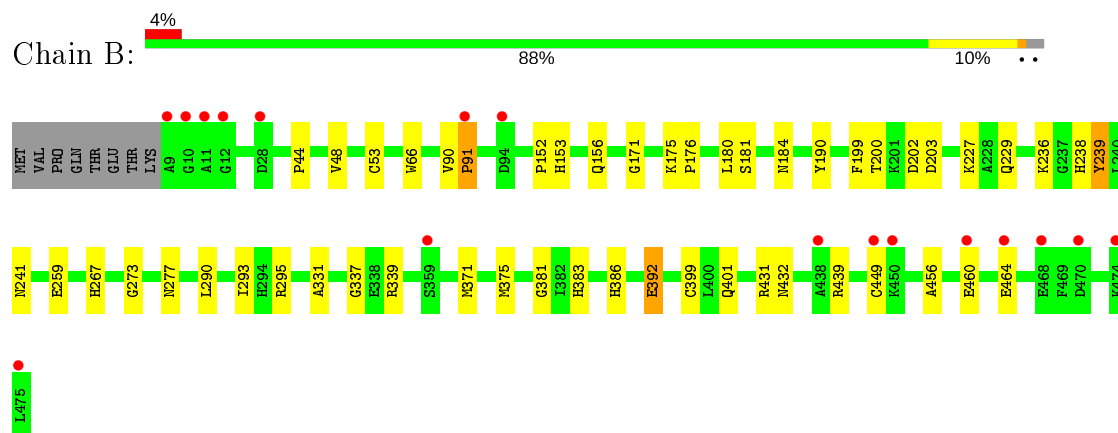 4%
Chain B:
88% 10%
MET VAL PRO GLN THR GLU THR LYS A9 G10 A11 G12 D28 P44 V48 C53 W66 V90 P91 D94 P152 H153 Q156 G171 K175 P176 L180 S181 N184 Y190 F199 T200 K201 D202 D203 K227 A228 Q229 K236 G237 H238 Y239 L240
N241 E259 H267 G273 N277 L290 I293 H294 R295 A331 G337 E338 R339 S359 M371 M375 G381 I382 H383 H386 E392 C399 L400 Q401 R431 N432 A438 R439 C449 K450 A456 E460 E464 E468 F469 D470 K474
L475